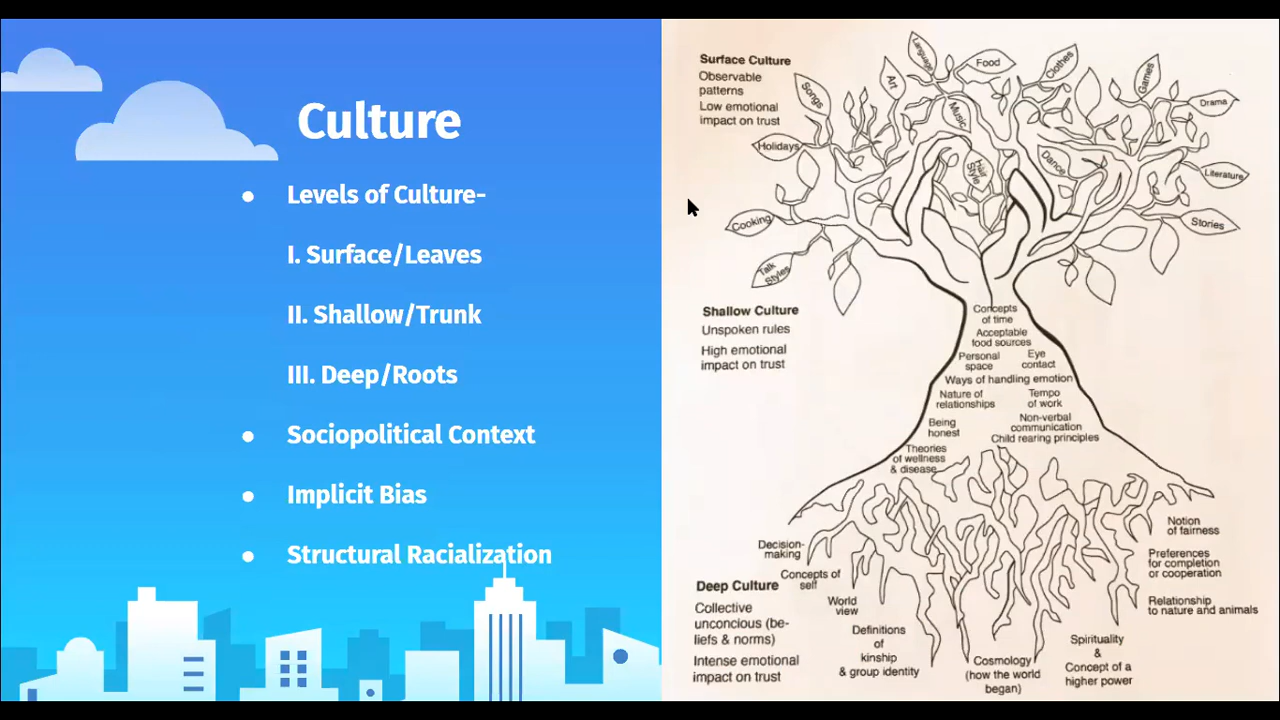 Culture
Levels of Culture-
I. Surface/Leaves
II. Shallow/Trunk
III. Deep/Roots
Sociopolitical Context
Implicit Bias
Structural Racialization
Surface Culture
Observable
patterns
Low emotional
impact on trust
Language
Food
Clothes
Games
Art
Songs
Music
Drama
Holidays
Hair
Style
Dance
Literature
Cooking
Stories
Talk
Styles
Shallow Culture
Unspoken rules
High emotional
impact on trust
Concepts
of time
Acceptable
food sources
Personal
space
Eye
contact
Ways of handling emotion
Nature of
relationships
Tempo
of work
Being
honest
Non-verbal
communication
Child rearing principles
Theories
of wellness
& disease
Deep Culture
Collective
unconcious (be-
liefs & norms)
Intense emotional
impact on trust
Decision-
making
Concepts of
self
World
view
Definitions
of
kinship
& group identity
Cosmology
(how the world
began)
Spirituality
&
Concept of a
higher power
Relationship
to nature and animals
Preferences
for completion
or cooperation
Notion
of fairness